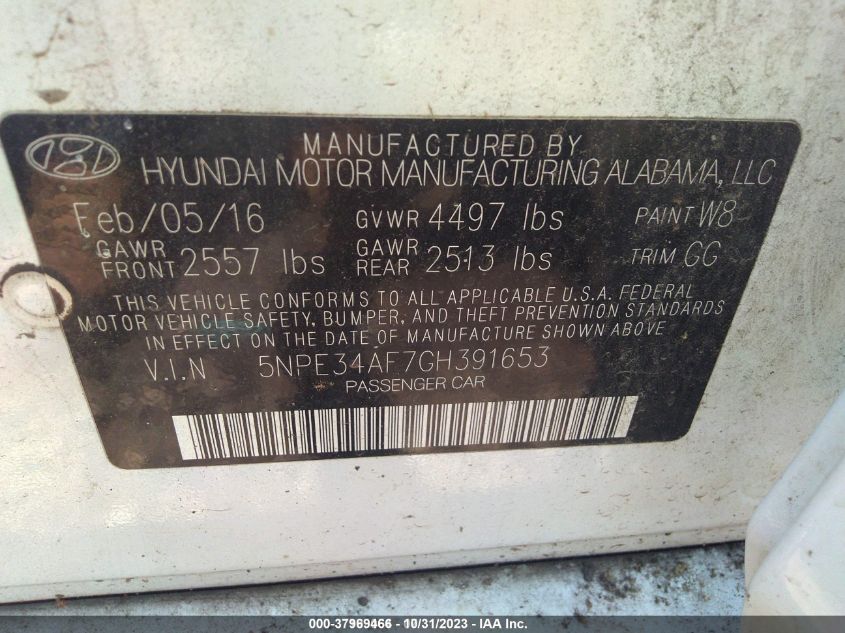 MANUFACTURED BY
HYUNDAI MOTOR MANUFACTURING ALABAMA, LLC
Feb/05/16 GVWR 4497 lbs PAINT W8
GAWR FRONT 2557 lbs GAWR REAR 2513 lbs TRIM GG
THIS VEHICLE CONFORMS TO ALL APPLICABLE U.S.A. FEDERAL
MOTOR VEHICLE SAFETY, BUMPER, AND THEFT PREVENTION STANDARDS
IN EFFECT ON THE DATE OF MANUFACTURE SHOWN ABOVE
V.I.N 5NPE34AF7GH391653
PASSENGER CAR
000-37969466 - 10/31/2023 - IAA Inc.